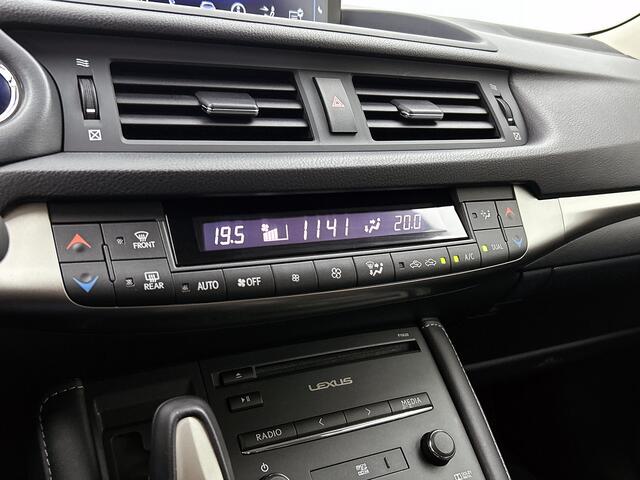 19.5 1141 20.0
FRONT
REAR
AUTO
OFF
A/C
DUAL
LEXUS
RADIO
MEDIA